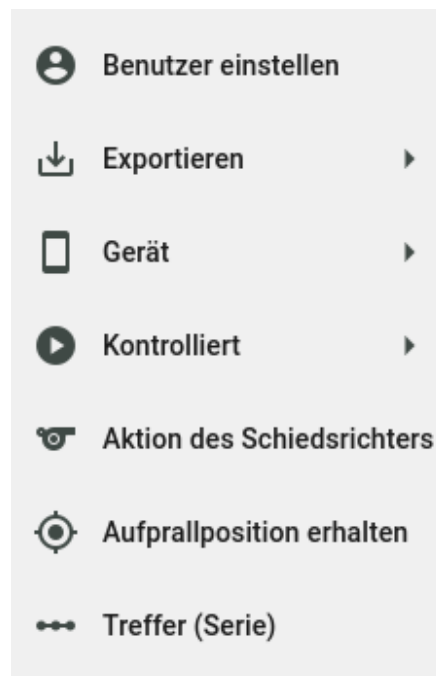 Benutzer einstellen
Exportieren
Gerät
Kontrolliert
Aktion des Schiedsrichters
Aufprallposition erhalten
Treffer (Serie)